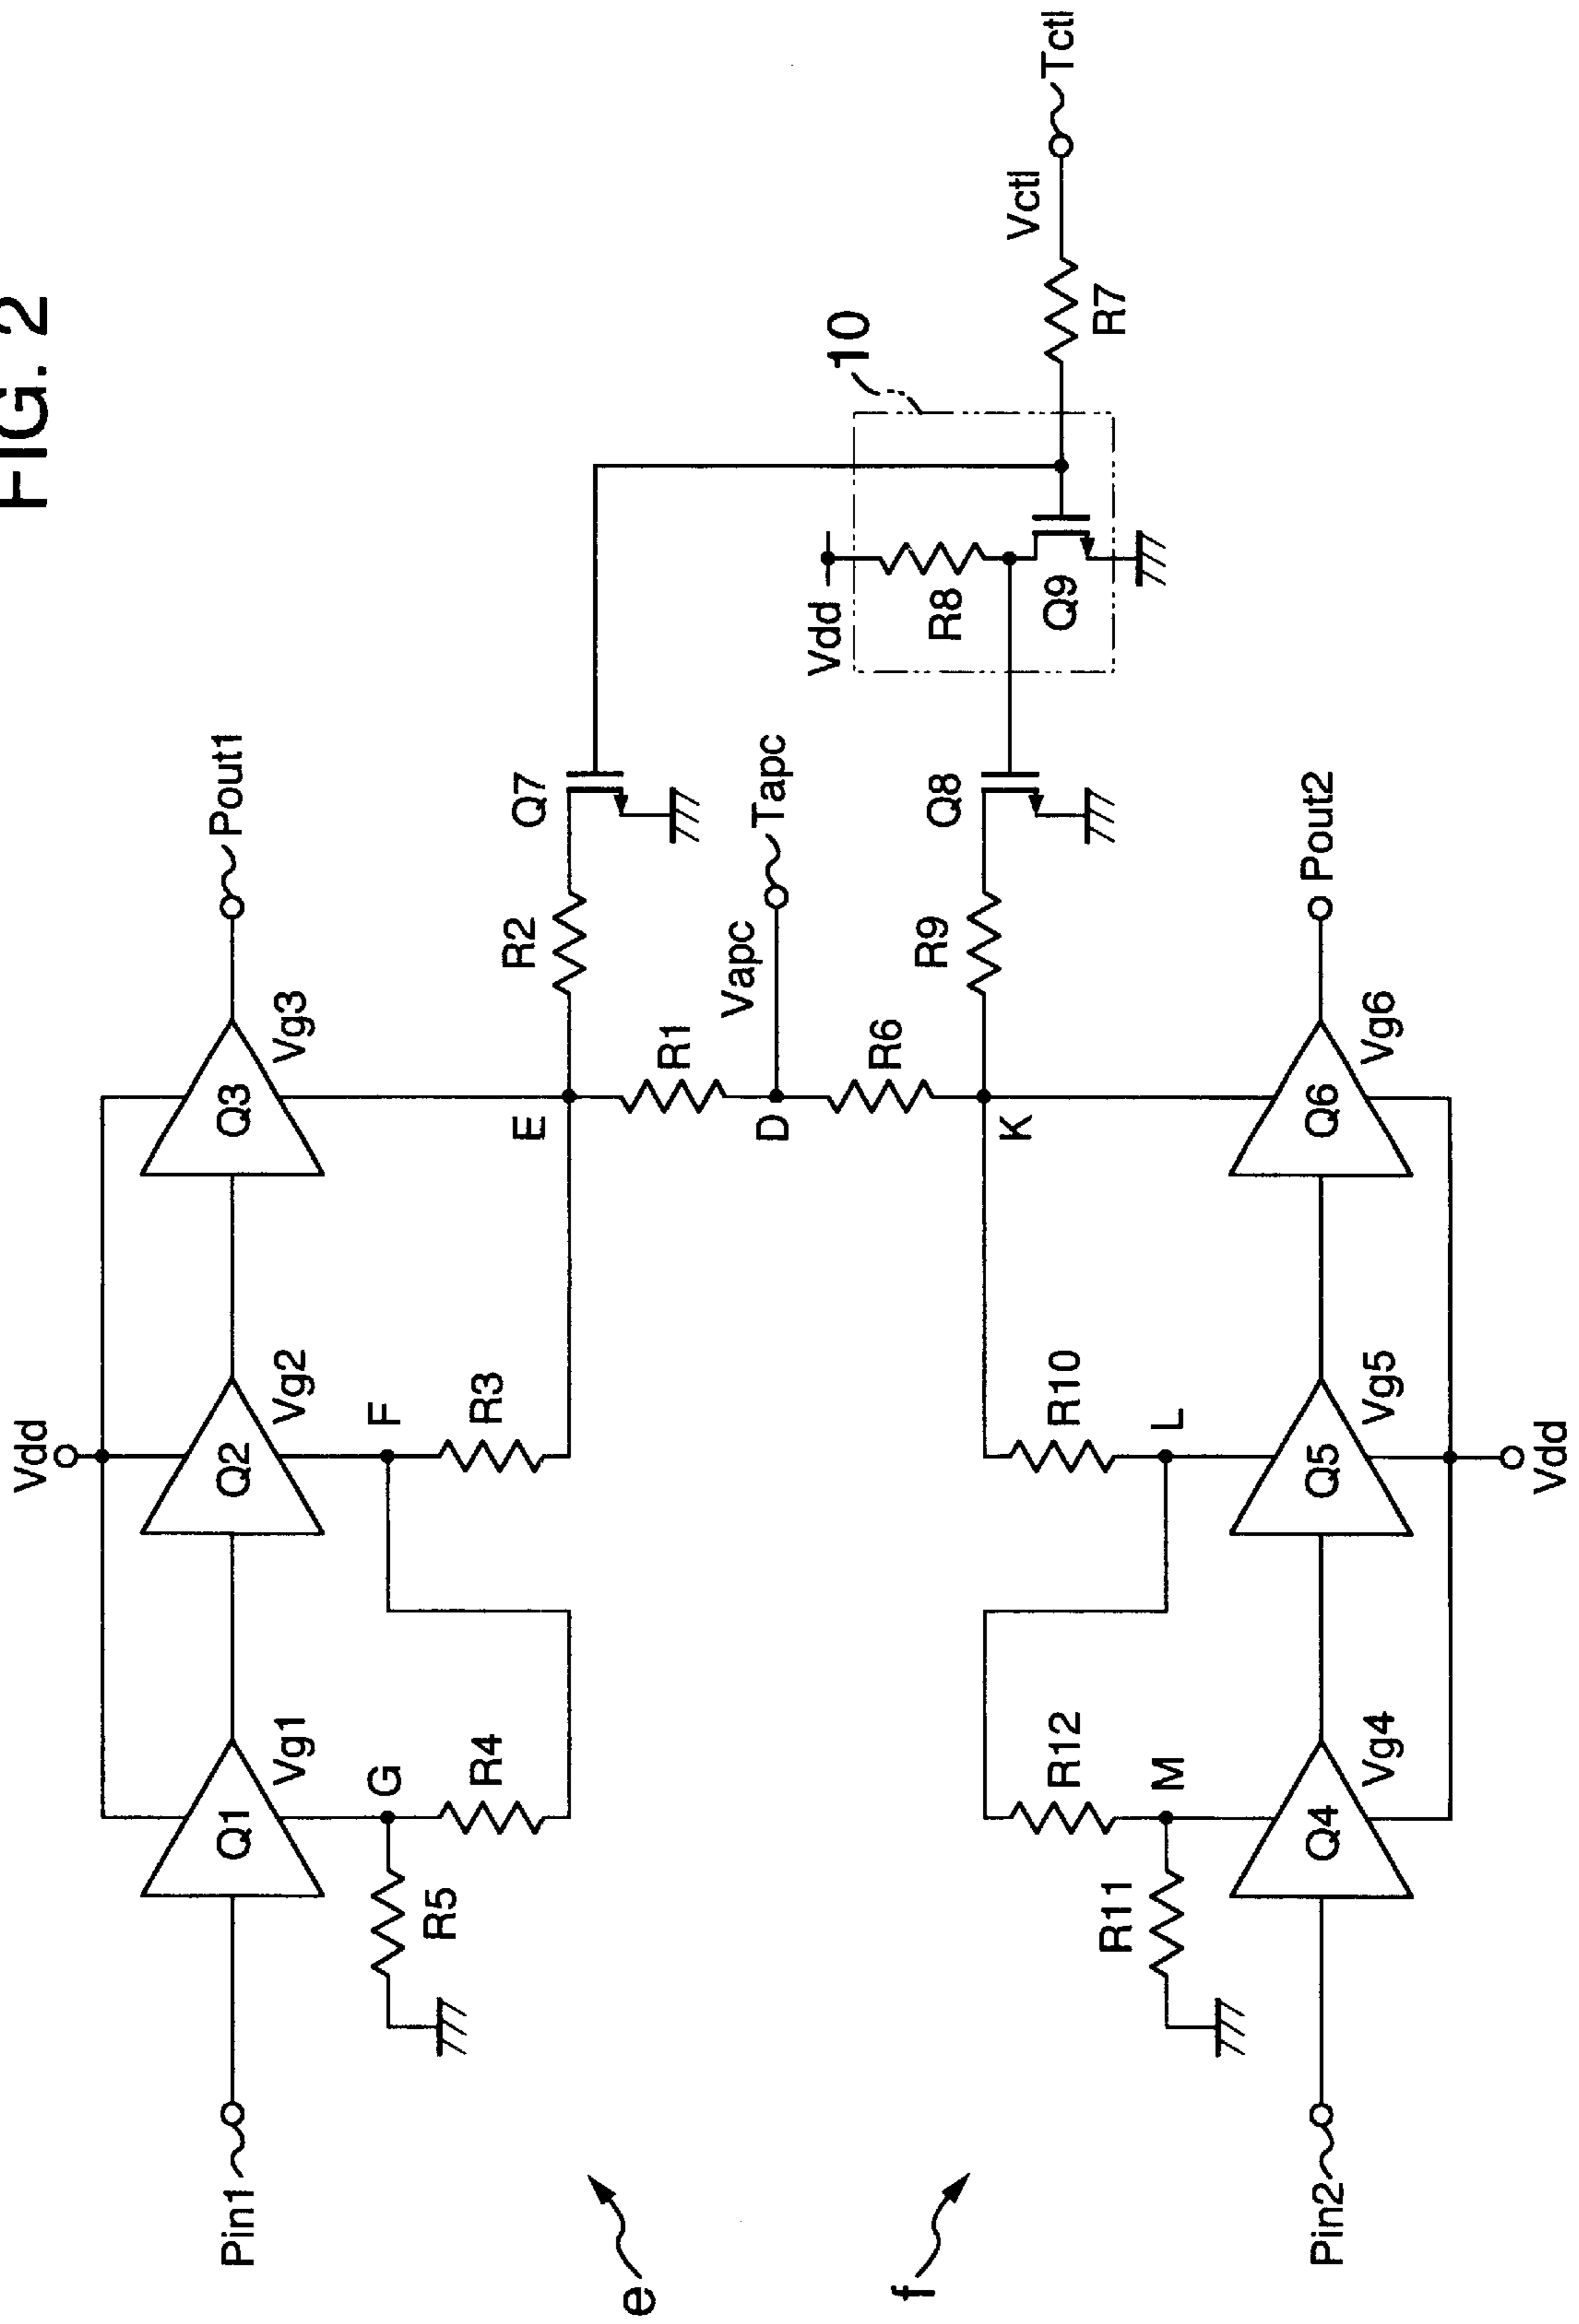 FIG. 2
Vdd
Pin1
Q1
Vg1
Q2
Vg2
Q3
Vg3
Pout1
G
R4
R5
F
R3
E
R2
Q7
R1
D
Vapc
Tapc
R6
K
R9
Q8
Vdd
R8
Q9
10
Vctl
R7
Tctl
R10
L
R12
M
R11
Pin2
Q4
Vg4
Q5
Vg5
Q6
Vg6
Pout2
Vdd
e
f